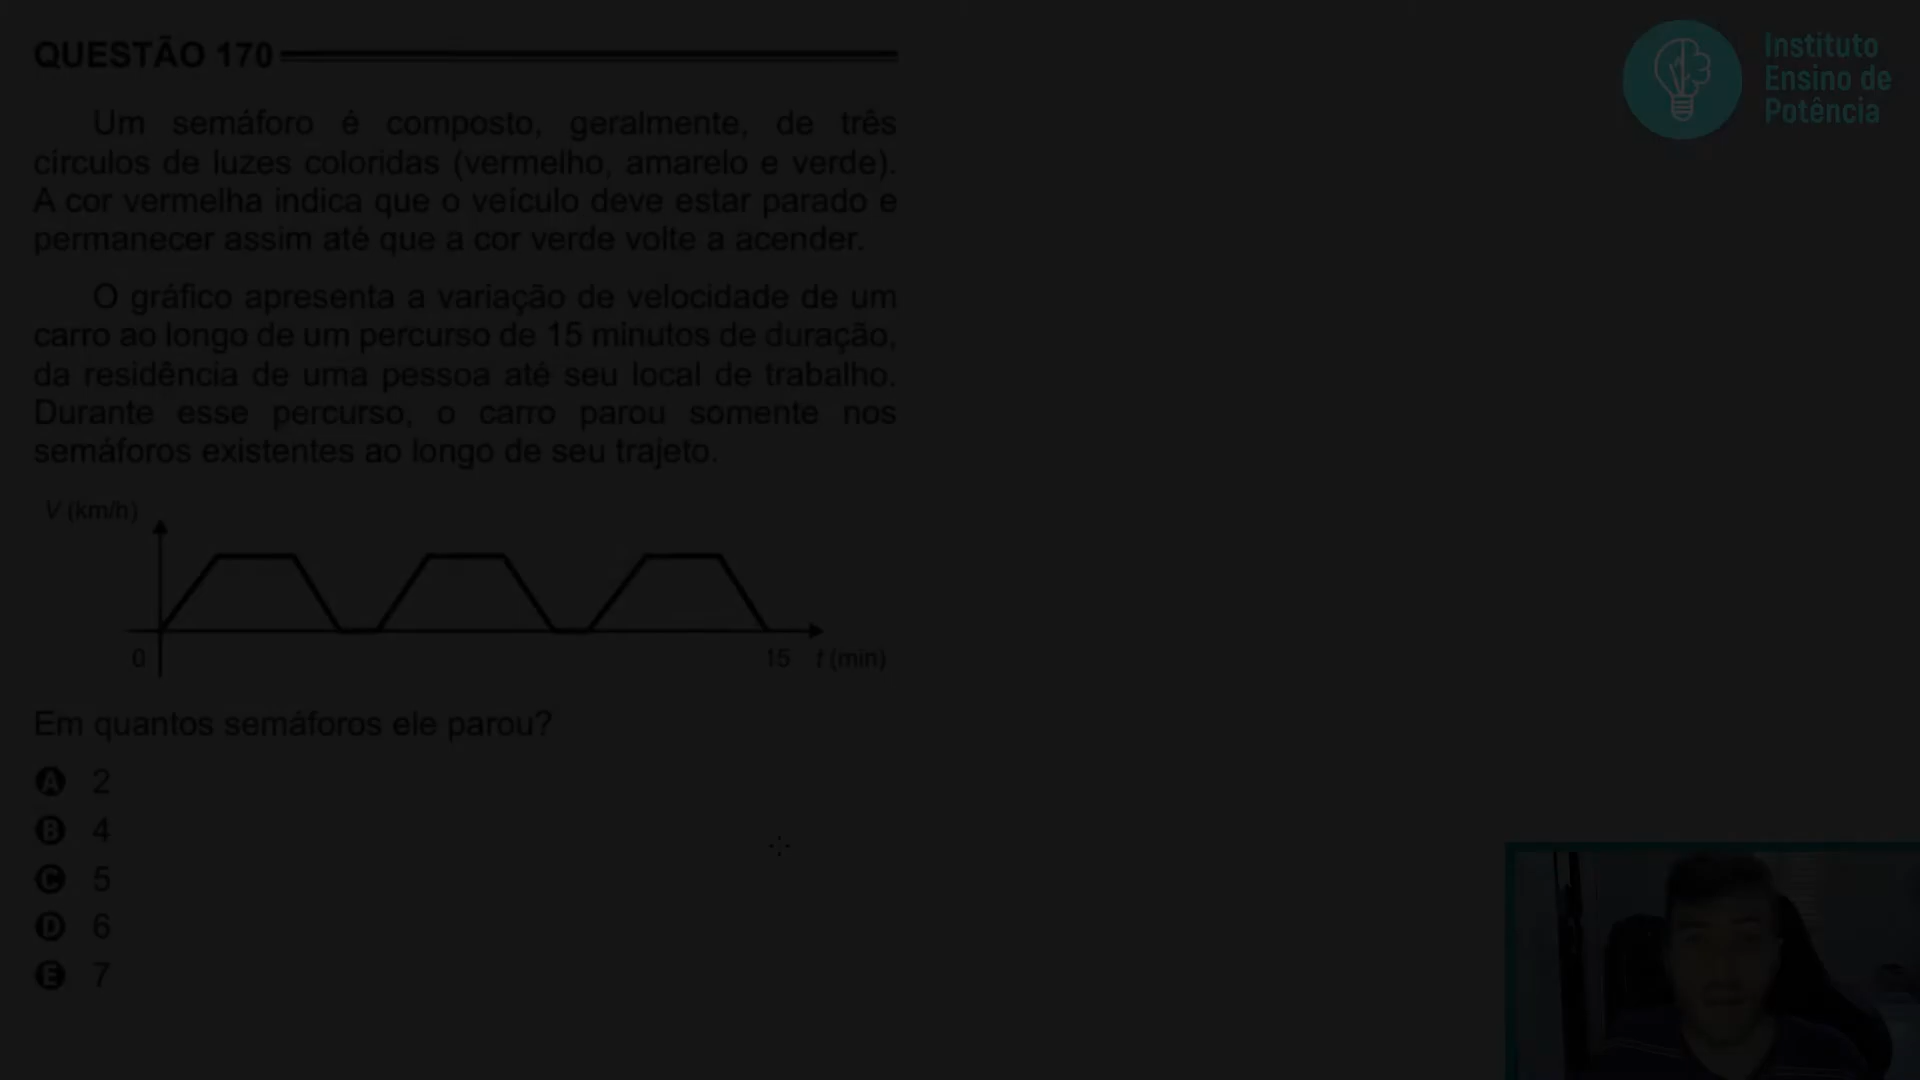 QUESTÃO 170
Um semáforo é composto, geralmente, de três
círculos de luzes coloridas (vermelho, amarelo e verde).
A cor vermelha indica que o veículo deve estar parado e
permanecer assim até que a cor verde volte a acender.
O gráfico apresenta a variação de velocidade de um
carro ao longo de um percurso de 15 minutos de duração,
da residência de uma pessoa até seu local de trabalho.
Durante esse percurso, o carro parou somente nos
semáforos existentes ao longo de seu trajeto.
V (km/h)
0
15 t (min)
Em quantos semáforos ele parou?
A 2
B 4
C 5
D 6
E 7
Instituto
Ensino de
Potência